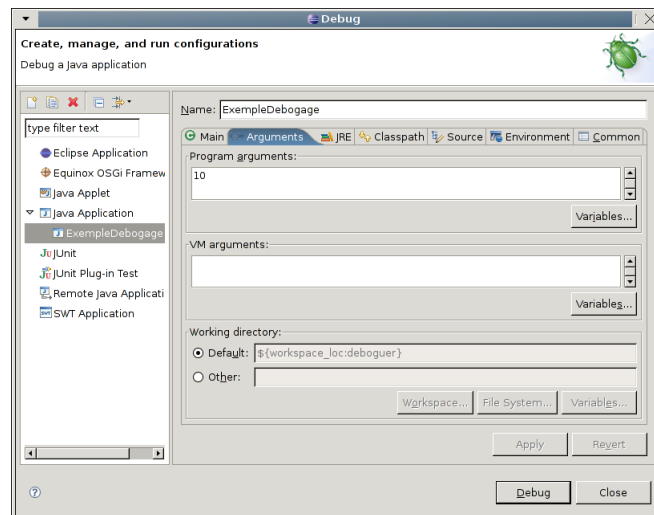 Debug
Create, manage, and run configurations
Debug a Java application
type filter text
Eclipse Application
Equinox OSGi Framew
Java Applet
Java Application
ExempleDebogage
JUnit
JUnit Plug-in Test
Remote Java Applicati
SWT Application
Name: ExempleDebogage
Main Arguments JRE Classpath Source Environment Common
Program arguments:
10
Variables...
VM arguments:
Variables...
Working directory:
Default: ${workspace_loc:deboguer}
Other:
Workspace... File System... Variables...
Apply Revert
Debug Close